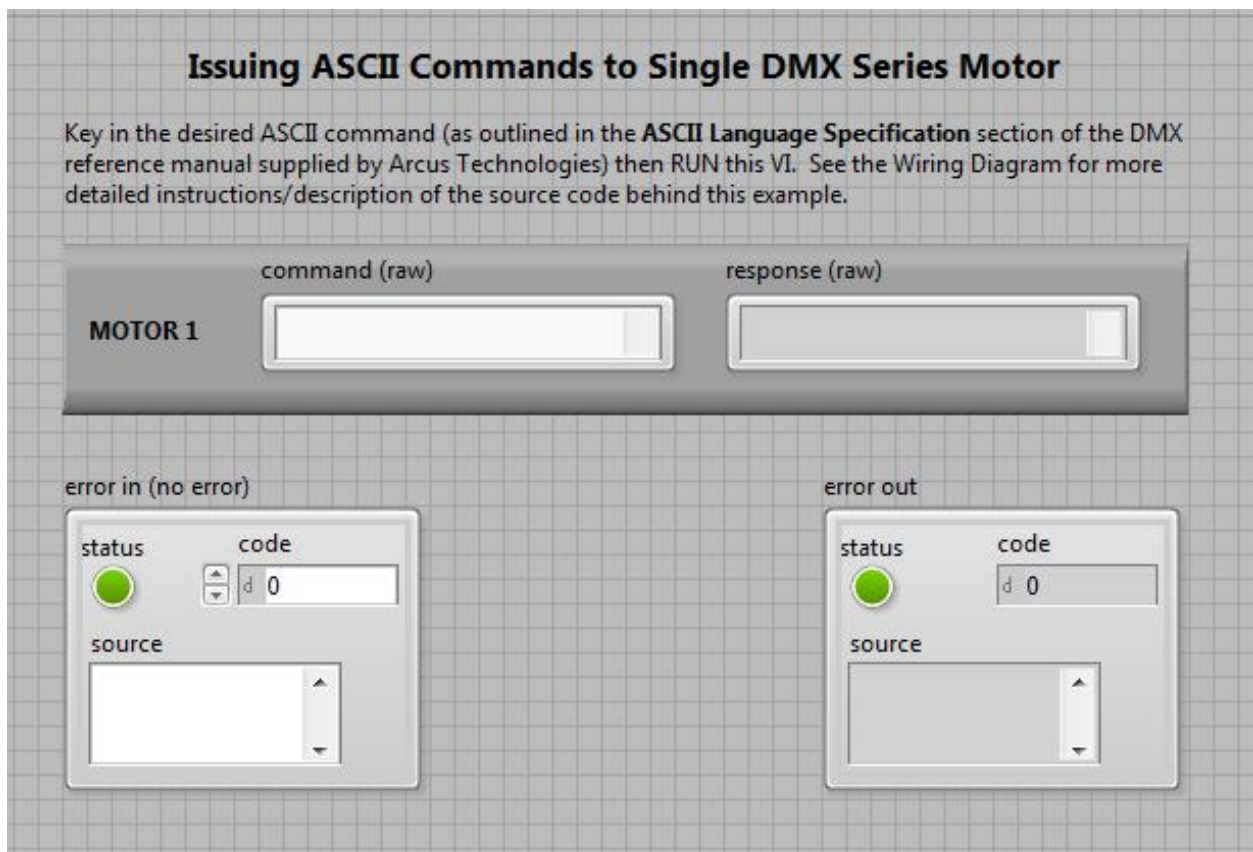 Issuing ASCII Commands to Single DMX Series Motor
Key in the desired ASCII command (as outlined in the ASCII Language Specification section of the DMX
reference manual supplied by Arcus Technologies) then RUN this VI.  See the Wiring Diagram for more
detailed instructions/description of the source code behind this example.
command (raw)
response (raw)
MOTOR 1
error in (no error)
status
code
d 0
source
error out
status
code
d 0
source